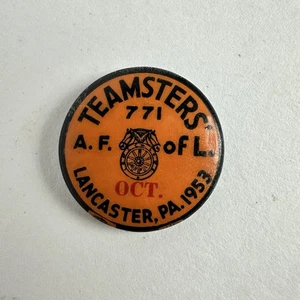 TEAMSTERS'
771
A. F. of L.
OCT.
LANCASTER, PA. 1953